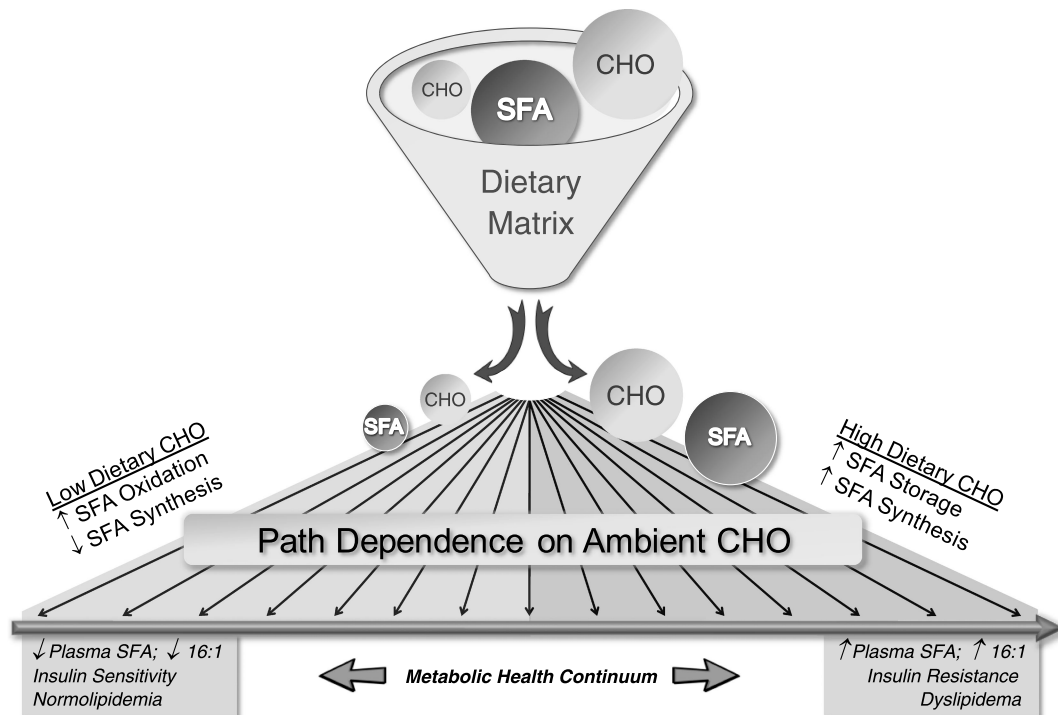 CHO
CHO
SFA
Dietary
Matrix
CHO
SFA
CHO
SFA
Low Dietary CHO
↑ SFA Oxidation
↓ SFA Synthesis
High Dietary CHO
↑ SFA Storage
↑ SFA Synthesis
Path Dependence on Ambient CHO
↓ Plasma SFA; ↓ 16:1
Insulin Sensitivity
Normolipidemia
Metabolic Health Continuum
↑ Plasma SFA; ↑ 16:1
Insulin Resistance
Dyslipidema